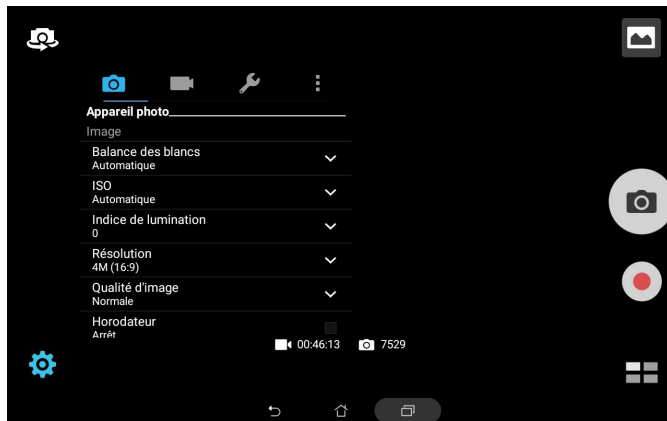 Appareil photo
Image
Balance des blancs
Automatique
ISO
Automatique
Indice de lumination
0
Résolution
4M (16:9)
Qualité d'image
Normale
Horodateur
Arrêt
00:46:13 7529